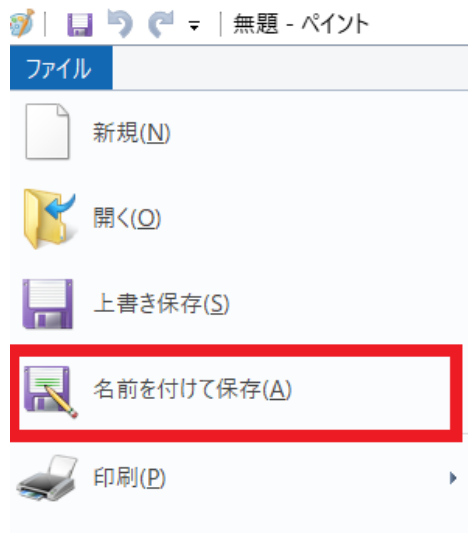 無題 - ペイント
ファイル
新規(N)
開く(O)
上書き保存(S)
名前を付けて保存(A)
印刷(P)